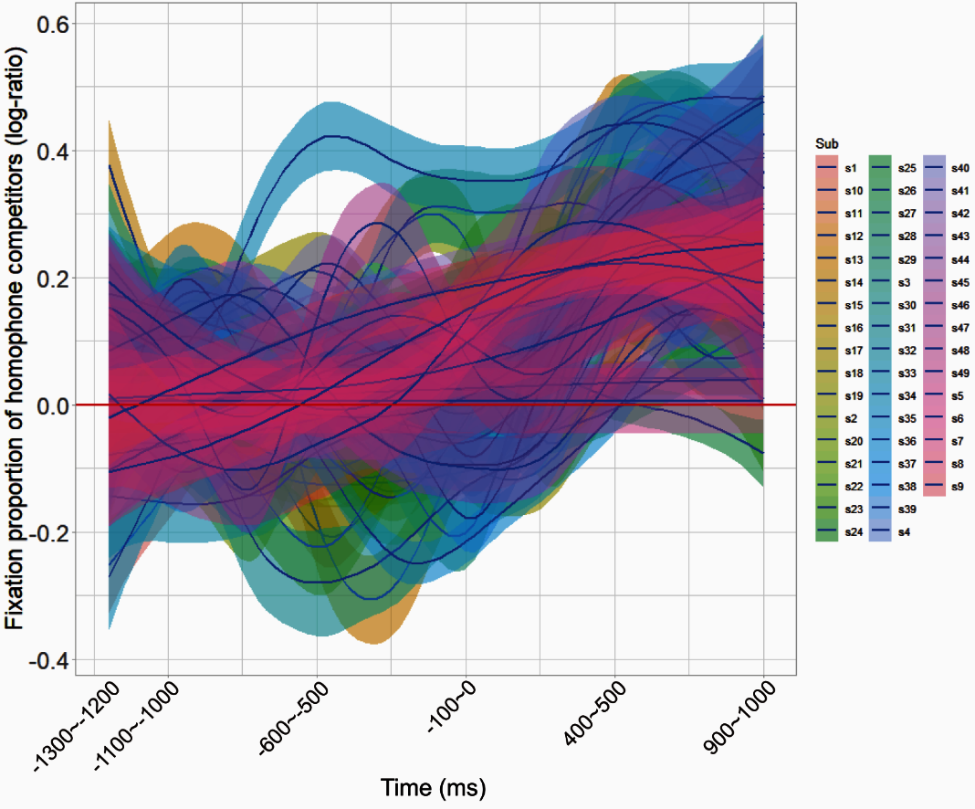 Fixation proportion of homophone competitors (log-ratio)
0.6
0.4
0.2
0.0
-0.2
-0.4
-1300~-1200
-1100~-1000
-600~-500
-100~0
400~500
900~1000
Time (ms)
Sub
s1 s25 s40
s10 s26 s41
s11 s27 s42
s12 s28 s43
s13 s29 s44
s14 s3 s45
s15 s30 s46
s16 s31 s47
s17 s32 s48
s18 s33 s49
s19 s34 s5
s2 s35 s6
s20 s36 s7
s21 s37 s8
s22 s38 s9
s23 s39
s24 s4